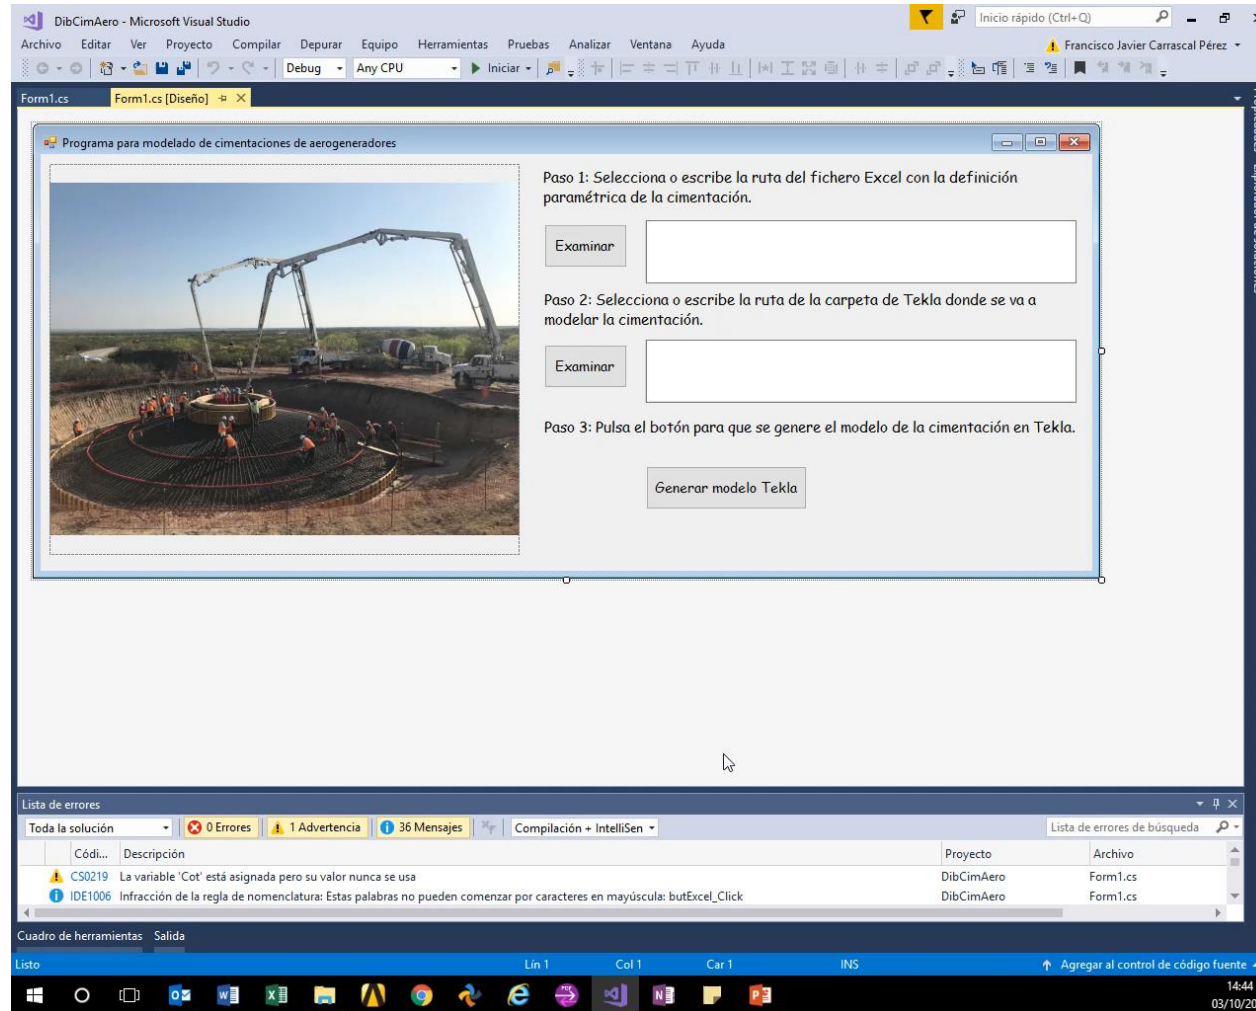 DibCimAero - Microsoft Visual Studio
Inicio rápido (Ctrl+Q)
Archivo Editar Ver Proyecto Compilar Depurar Equipo Herramientas Pruebas Analizar Ventana Ayuda
Francisco Javier Carrascal Pérez
Debug Any CPU Iniciar
Form1.cs Form1.cs [Diseño]
Programa para modelado de cimentaciones de aerogeneradores
Paso 1: Selecciona o escribe la ruta del fichero Excel con la definición
paramétrica de la cimentación.
Examinar
Paso 2: Selecciona o escribe la ruta de la carpeta de Tekla donde se va a
modelar la cimentación.
Examinar
Paso 3: Pulsa el botón para que se genere el modelo de la cimentación en Tekla.
Generar modelo Tekla
Lista de errores
Toda la solución 0 Errores 1 Advertencia 36 Mensajes Compilación + IntelliSen Lista de errores de búsqueda
Códi... Descripción Proyecto Archivo
CS0219 La variable 'Cot' está asignada pero su valor nunca se usa DibCimAero Form1.cs
IDE1006 Infracción de la regla de nomenclatura: Estas palabras no pueden comenzar por caracteres en mayúscula: butExcel_Click DibCimAero Form1.cs
Cuadro de herramientas Salida
Listo Lín 1 Col 1 Car 1 INS Agregar al control de código fuente
14:44
03/10/20